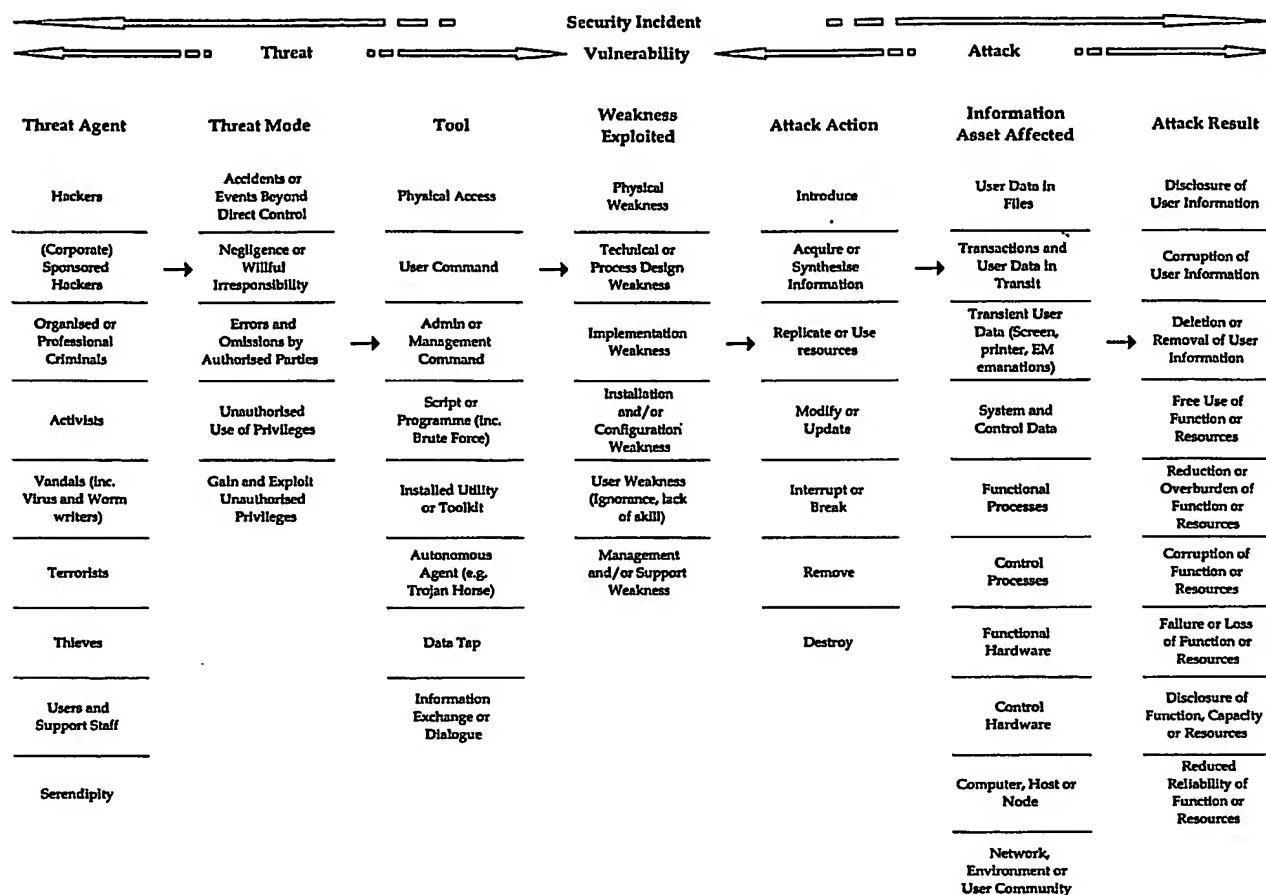 Security Incident
Threat
Vulnerability
Attack
Threat Agent
Hackers
(Corporate)
Sponsored
Hackers
Organised or
Professional
Criminals
Activists
Vandals (inc.
Virus and Worm
writers)
Terrorists
Thieves
Users and
Support Staff
Serendipity
Threat Mode
Accidents or
Events Beyond
Direct Control
Negligence or
Willful
Irresponsibility
Errors and
Omissions by
Authorised Parties
Unauthorised
Use of Privileges
Gain and Exploit
Unauthorised
Privileges
Tool
Physical Access
User Command
Admin or
Management
Command
Script or
Programme (inc.
Brute Force)
Installed Utility
or Toolkit
Autonomous
Agent (e.g.
Trojan Horse)
Data Tap
Information
Exchange or
Dialogue
Weakness
Exploited
Physical
Weakness
Technical or
Process Design
Weakness
Implementation
Weakness
Installation
and/or
Configuration
Weakness
User Weakness
(Ignorance, lack
of skill)
Management
and/or Support
Weakness
Attack Action
Introduce
Acquire or
Synthesise
Information
Replicate or Use
resources
Modify or
Update
Interrupt or
Break
Remove
Destroy
Information
Asset Affected
User Data in
Files
Transactions and
User Data in
Transit
Transient User
Data (Screen,
printer, EM
emanations)
System and
Control Data
Functional
Processes
Control
Processes
Functional
Hardware
Control
Hardware
Computer, Host or
Node
Network,
Environment or
User Community
Attack Result
Disclosure of
User Information
Corruption of
User Information
Deletion or
Removal of User
Information
Free Use of
Function or
Resources
Reduction or
Overburden of
Function or
Resources
Corruption of
Function or
Resources
Failure or Loss
of Function or
Resources
Disclosure of
Function, Capacity
or Resources
Reduced
Reliability of
Function or
Resources